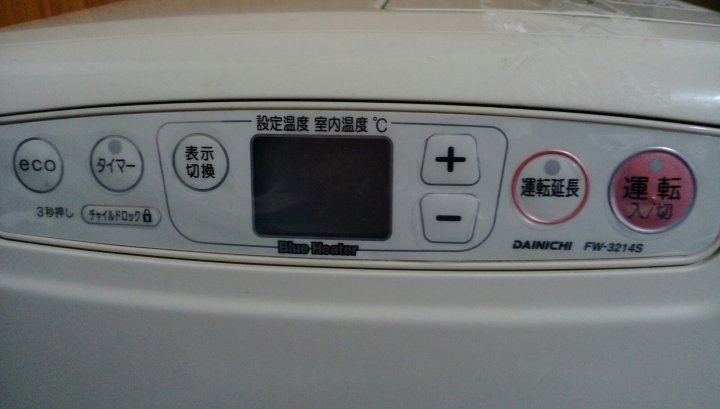 設定温度 室内温度 ℃
eco
タイマー
表示
切換
+
−
運転延長
運転
入/切
3秒押し
チャイルドロック
Blue Heater
DAINICHI FW-3214S